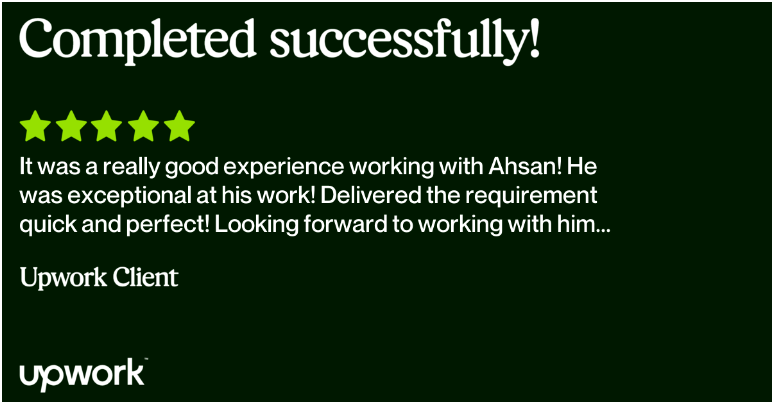 Completed successfully!
It was a really good experience working with Ahsan! He
was exceptional at his work! Delivered the requirement
quick and perfect! Looking forward to working with him...
Upwork Client
upwork™